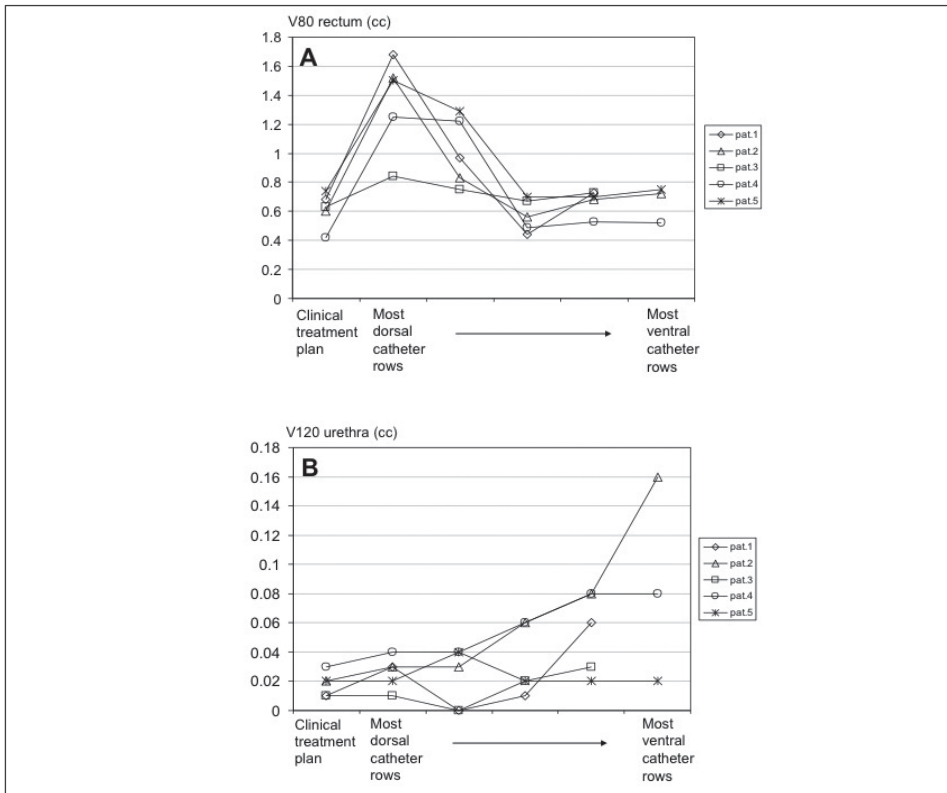 V80 rectum (cc)
A
1.8
1.6
1.4
1.2
1
0.8
0.6
0.4
0.2
0
pat.1
pat.2
pat.3
pat.4
pat.5
Clinical
treatment
plan
Most
dorsal
catheter
rows
Most
ventral
catheter
rows
V120 urethra (cc)
B
0.18
0.16
0.14
0.12
0.1
0.08
0.06
0.04
0.02
0
pat.1
pat.2
pat.3
pat.4
pat.5
Clinical
treatment
plan
Most
dorsal
catheter
rows
Most
ventral
catheter
rows